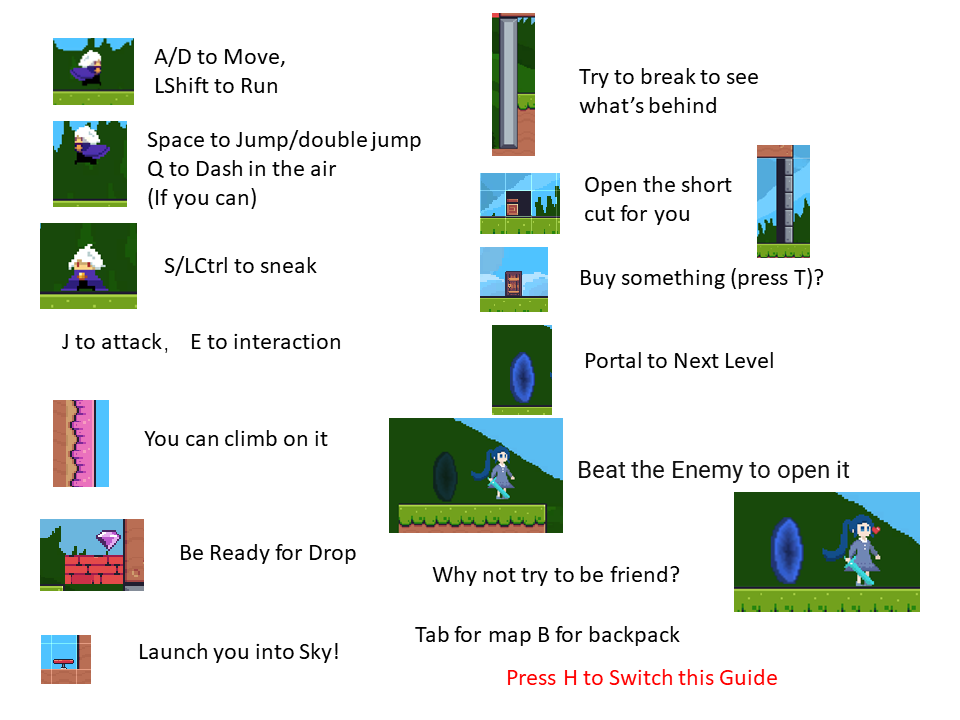 A/D to Move,
LShift to Run
Space to Jump/double jump
Q to Dash in the air
(If you can)
S/LCtrl to sneak
J to attack,   E to interaction
You can climb on it
Be Ready for Drop
Launch you into Sky!
Try to break to see
what’s behind
Open the short
cut for you
Buy something (press T)?
Portal to Next Level
Beat the Enemy to open it
Why not try to be friend?
Tab for map B for backpack
Press H to Switch this Guide